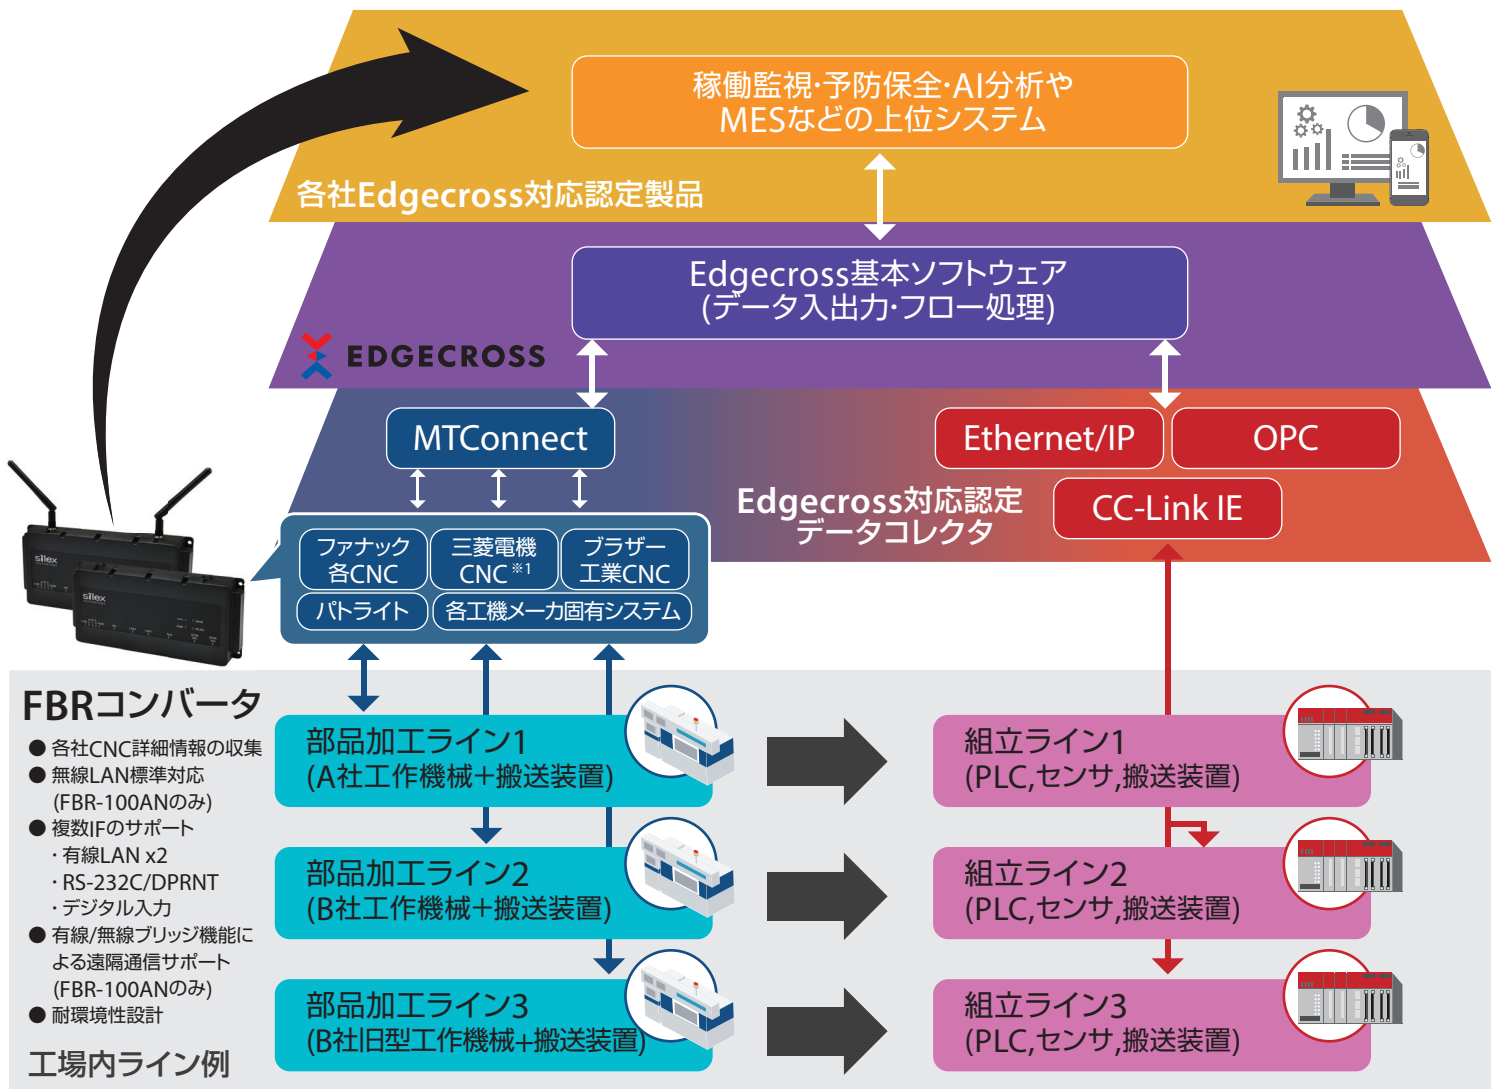 稼働監視・予防保全・AI分析や
MESなどの上位システム
各社Edgecross対応認定製品
Edgecross基本ソフトウェア
(データ入出力・フロー処理)
EDGECROSS
MTConnect
Ethernet/IP
OPC
CC-Link IE
Edgecross対応認定
データコレクタ
ファナック
各CNC
三菱電機
CNC※1
ブラザー
工業CNC
パトライト
各工機メーカ固有システム
silex
silex
FBRコンバータ
● 各社CNC詳細情報の収集
● 無線LAN標準対応
(FBR-100ANのみ)
● 複数IFのサポート
・有線LAN x2
・RS-232C/DPRNT
・デジタル入力
● 有線/無線ブリッジ機能に
よる遠隔通信サポート
(FBR-100ANのみ)
● 耐環境性設計
工場内ライン例
部品加工ライン1
(A社工作機械+搬送装置)
組立ライン1
(PLC,センサ,搬送装置)
部品加工ライン2
(B社工作機械+搬送装置)
組立ライン2
(PLC,センサ,搬送装置)
部品加工ライン3
(B社旧型工作機械+搬送装置)
組立ライン3
(PLC,センサ,搬送装置)